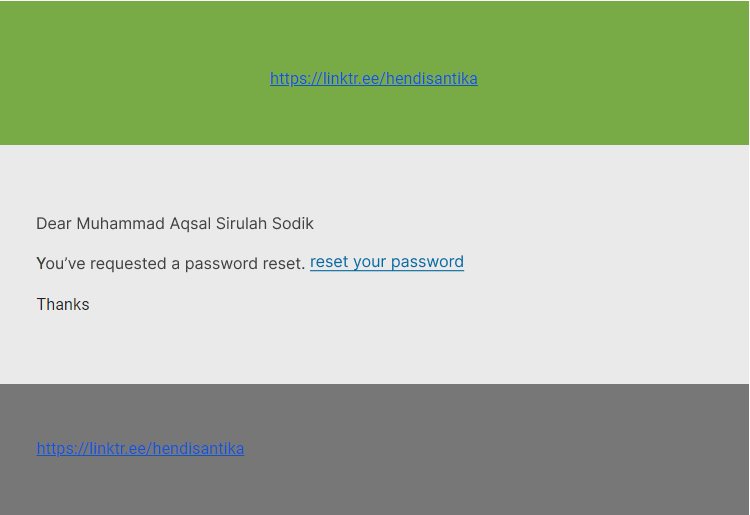 https://linktr.ee/hendisantika
Dear Muhammad Aqsal Sirulah Sodik
You’ve requested a password reset. reset your password
Thanks
https://linktr.ee/hendisantika